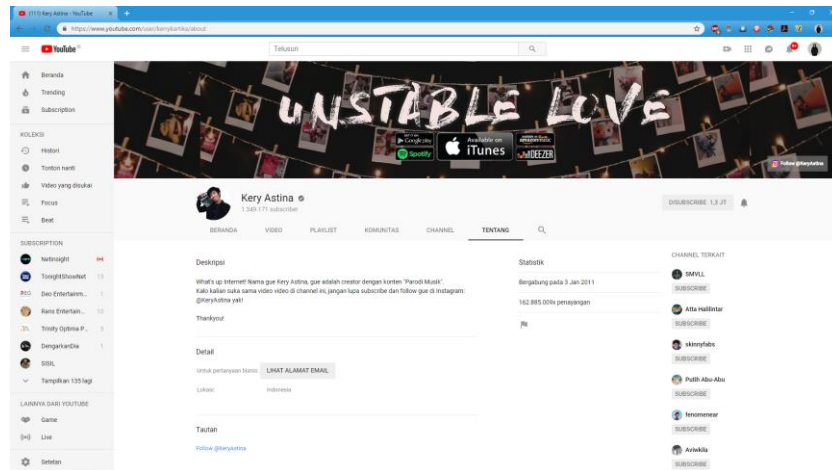 (111) Kery Astina - YouTube
https://www.youtube.com/user/kerrykartika/about
YouTube
Telusuri
Beranda
Trending
Subscription
KOLEKSI
Histori
Tonton nanti
Video yang disukai
Focus
Beat
SUBSCRIPTION
Netinsight
TonightShowNet
Deo Entertainm...
Rans Entertain...
Trinity Optima P...
DengarkanDia
SISIL
Tampilkan 135 lagi
LAINNYA DARI YOUTUBE
Game
Live
Setelan
UNSTABLE LOVE
Google play
Spotify
Available on
iTunes
DEEZER
Follow @KeryAstina
Kery Astina
1.349.171 subscriber
DISUBSCRIBE 1,3 JT
BERANDA VIDEO PLAYLIST KOMUNITAS CHANNEL TENTANG
Deskripsi
What's up Internet! Nama gue Kery Astina, gue adalah creator dengan konten "Parodi Musik".
Kalo kalian suka sama video video di channel ini, jangan lupa subscribe dan follow gue di Instagram:
@KeryAstina yak!
Thankyou!
Detail
Untuk pertanyaan bisnis: LIHAT ALAMAT EMAIL
Lokasi: Indonesia
Tautan
Follow @KeryAstina
Statistik
Bergabung pada 3 Jan 2011
162.885.009x penayangan
CHANNEL TERKAIT
SMVLL
SUBSCRIBE
Atta Halilintar
SUBSCRIBE
skinnyfabs
SUBSCRIBE
Putih Abu-Abu
SUBSCRIBE
fenomenear
SUBSCRIBE
Aviwkila
SUBSCRIBE